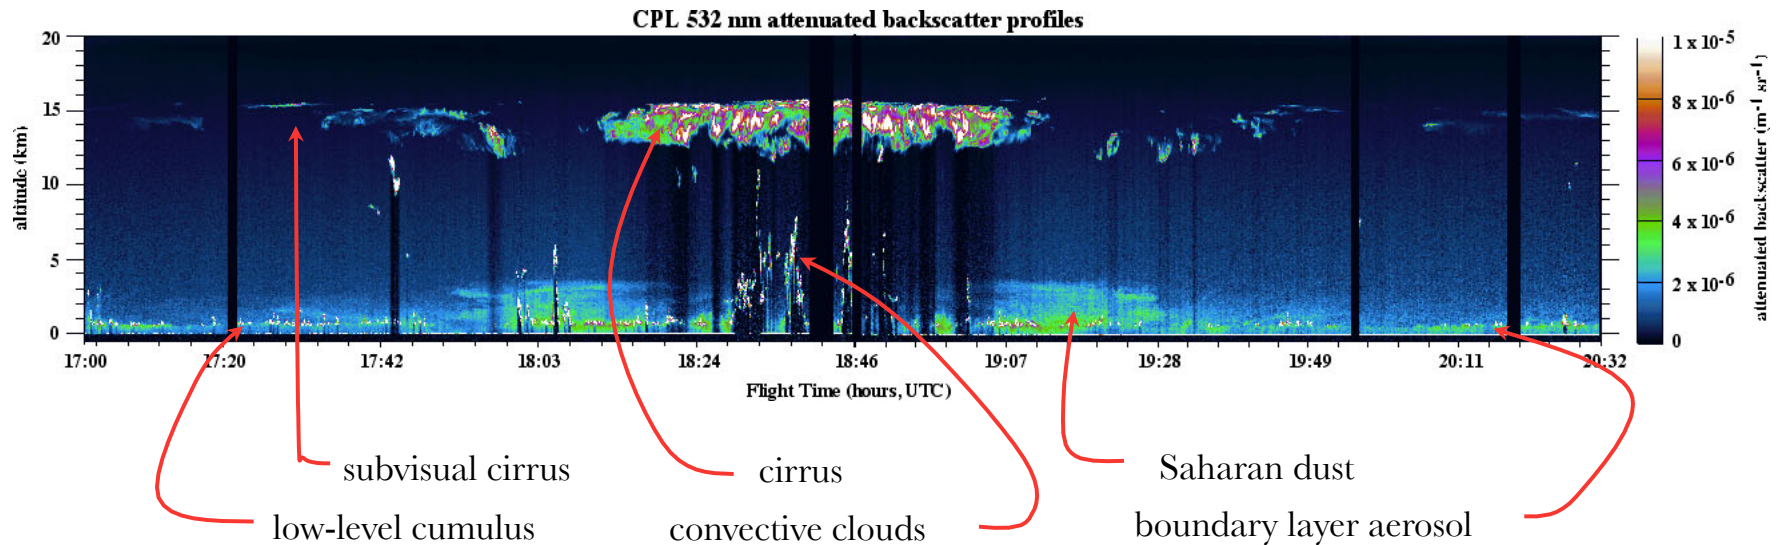 CPL 532 nm attenuated backscatter profiles
20
15
10
5
0
altitude (km)
17:00 17:20 17:42 18:03 18:24 18:46 19:07 19:28 19:49 20:11 20:32
Flight Time (hours, UTC)
1 x 10-5
8 x 10-6
6 x 10-6
4 x 10-6
2 x 10-6
0
attenuated backscatter (m-1 sr-1)
subvisual cirrus
cirrus
Saharan dust
low-level cumulus
convective clouds
boundary layer aerosol